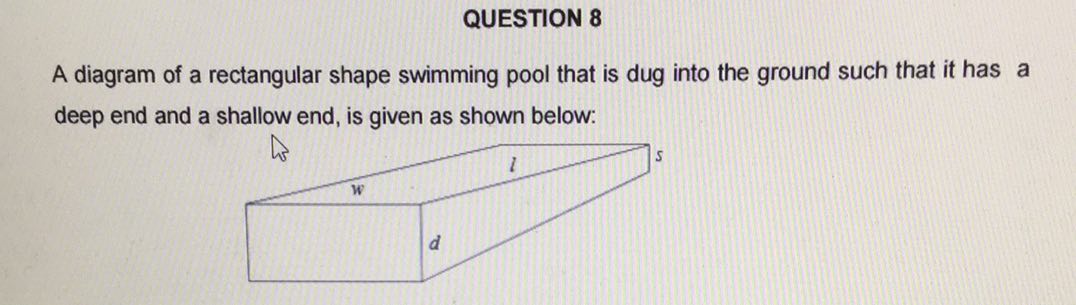 QUESTION 8
A diagram of a rectangular shape swimming pool that is dug into the ground such that it has a
deep end and a shallow end, is given as shown below:
l
s
w
d